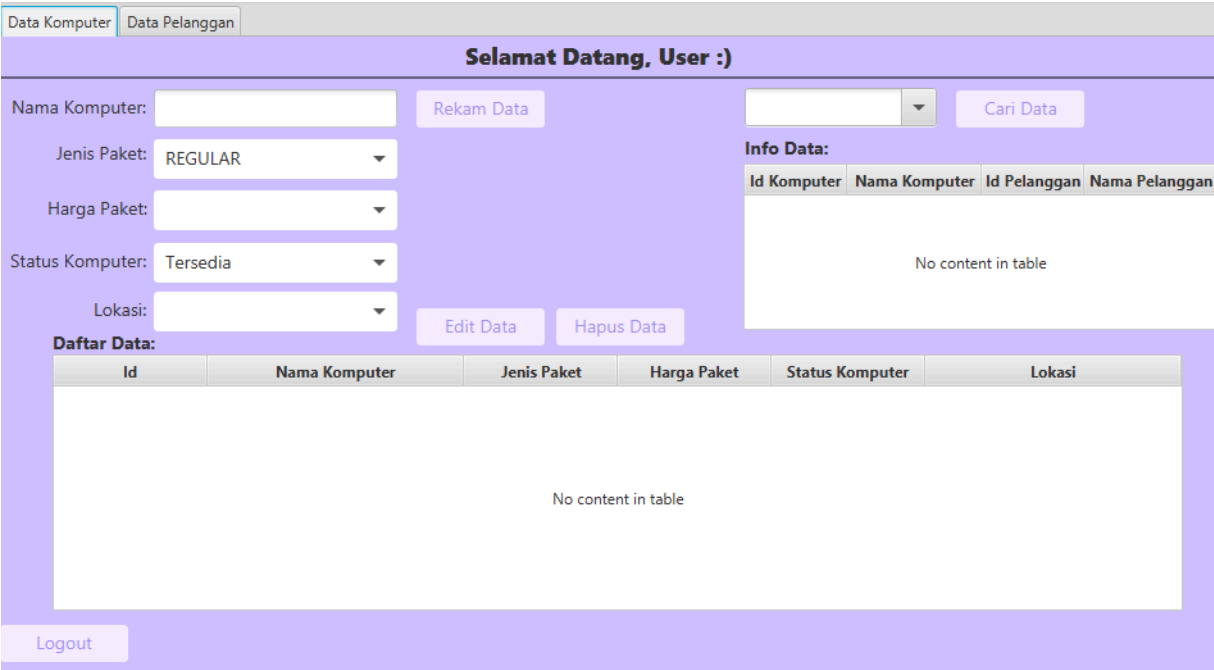 Data Komputer Data Pelanggan
Selamat Datang, User :)
Nama Komputer: Rekam Data Cari Data
Jenis Paket: REGULAR Info Data:
Id Komputer Nama Komputer Id Pelanggan Nama Pelanggan
Harga Paket:
Status Komputer: Tersedia No content in table
Lokasi: Edit Data Hapus Data
Daftar Data:
Id Nama Komputer Jenis Paket Harga Paket Status Komputer Lokasi
No content in table
Logout